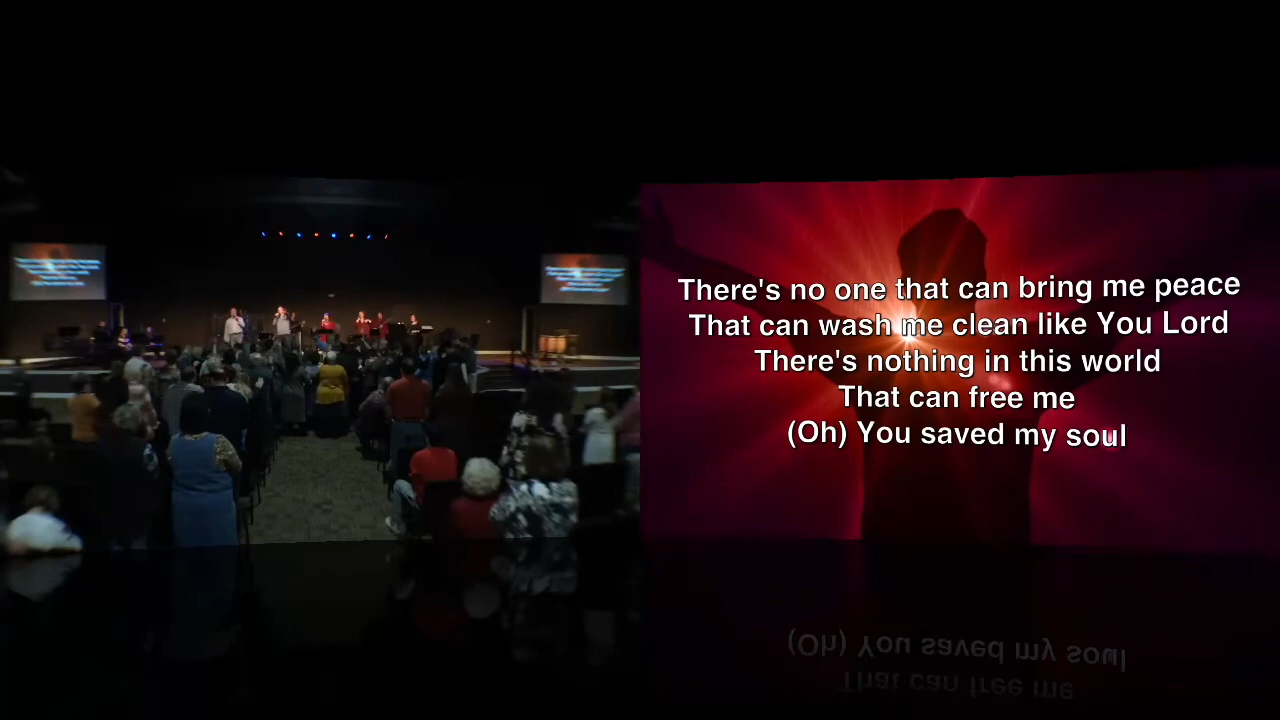 There's no one that can bring me peace
That can wash me clean like You Lord
There's nothing in this world
That can free me
(Oh) You saved my soul